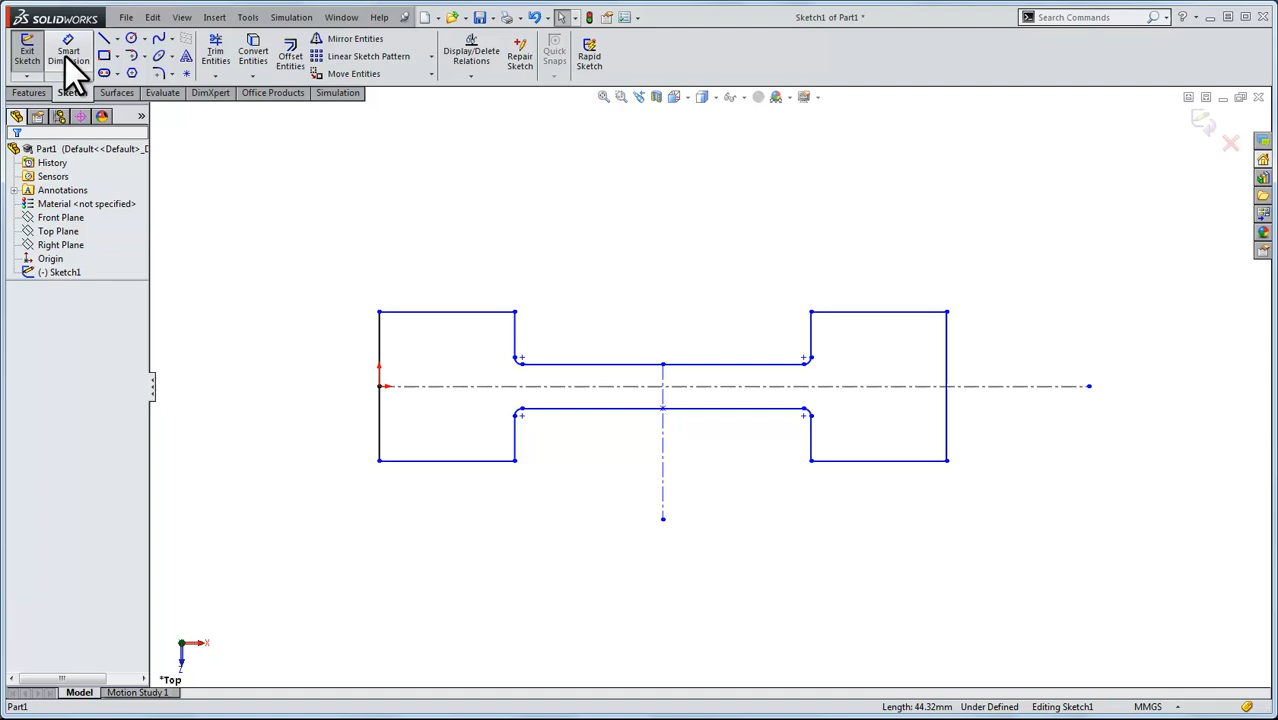 SOLIDWORKS File Edit View Insert Tools Simulation Window Help Sketch1 of Part1 * Search Commands ?
Exit Sketch
Smart Dimension
Trim Entities
Convert Entities
Offset Entities
Mirror Entities
Linear Sketch Pattern
Move Entities
Display/Delete Relations
Repair Sketch
Quick Snaps
Rapid Sketch
Features Sketch Surfaces Evaluate DimXpert Office Products Simulation
»
Part1 (Default<<Default>_D
History
Sensors
A Annotations
Material <not specified>
Front Plane
Top Plane
Right Plane
Origin
(-) Sketch1
X
Z
*Top
Model Motion Study 1
Part1 Length: 44.32mm Under Defined Editing Sketch1 MMGS